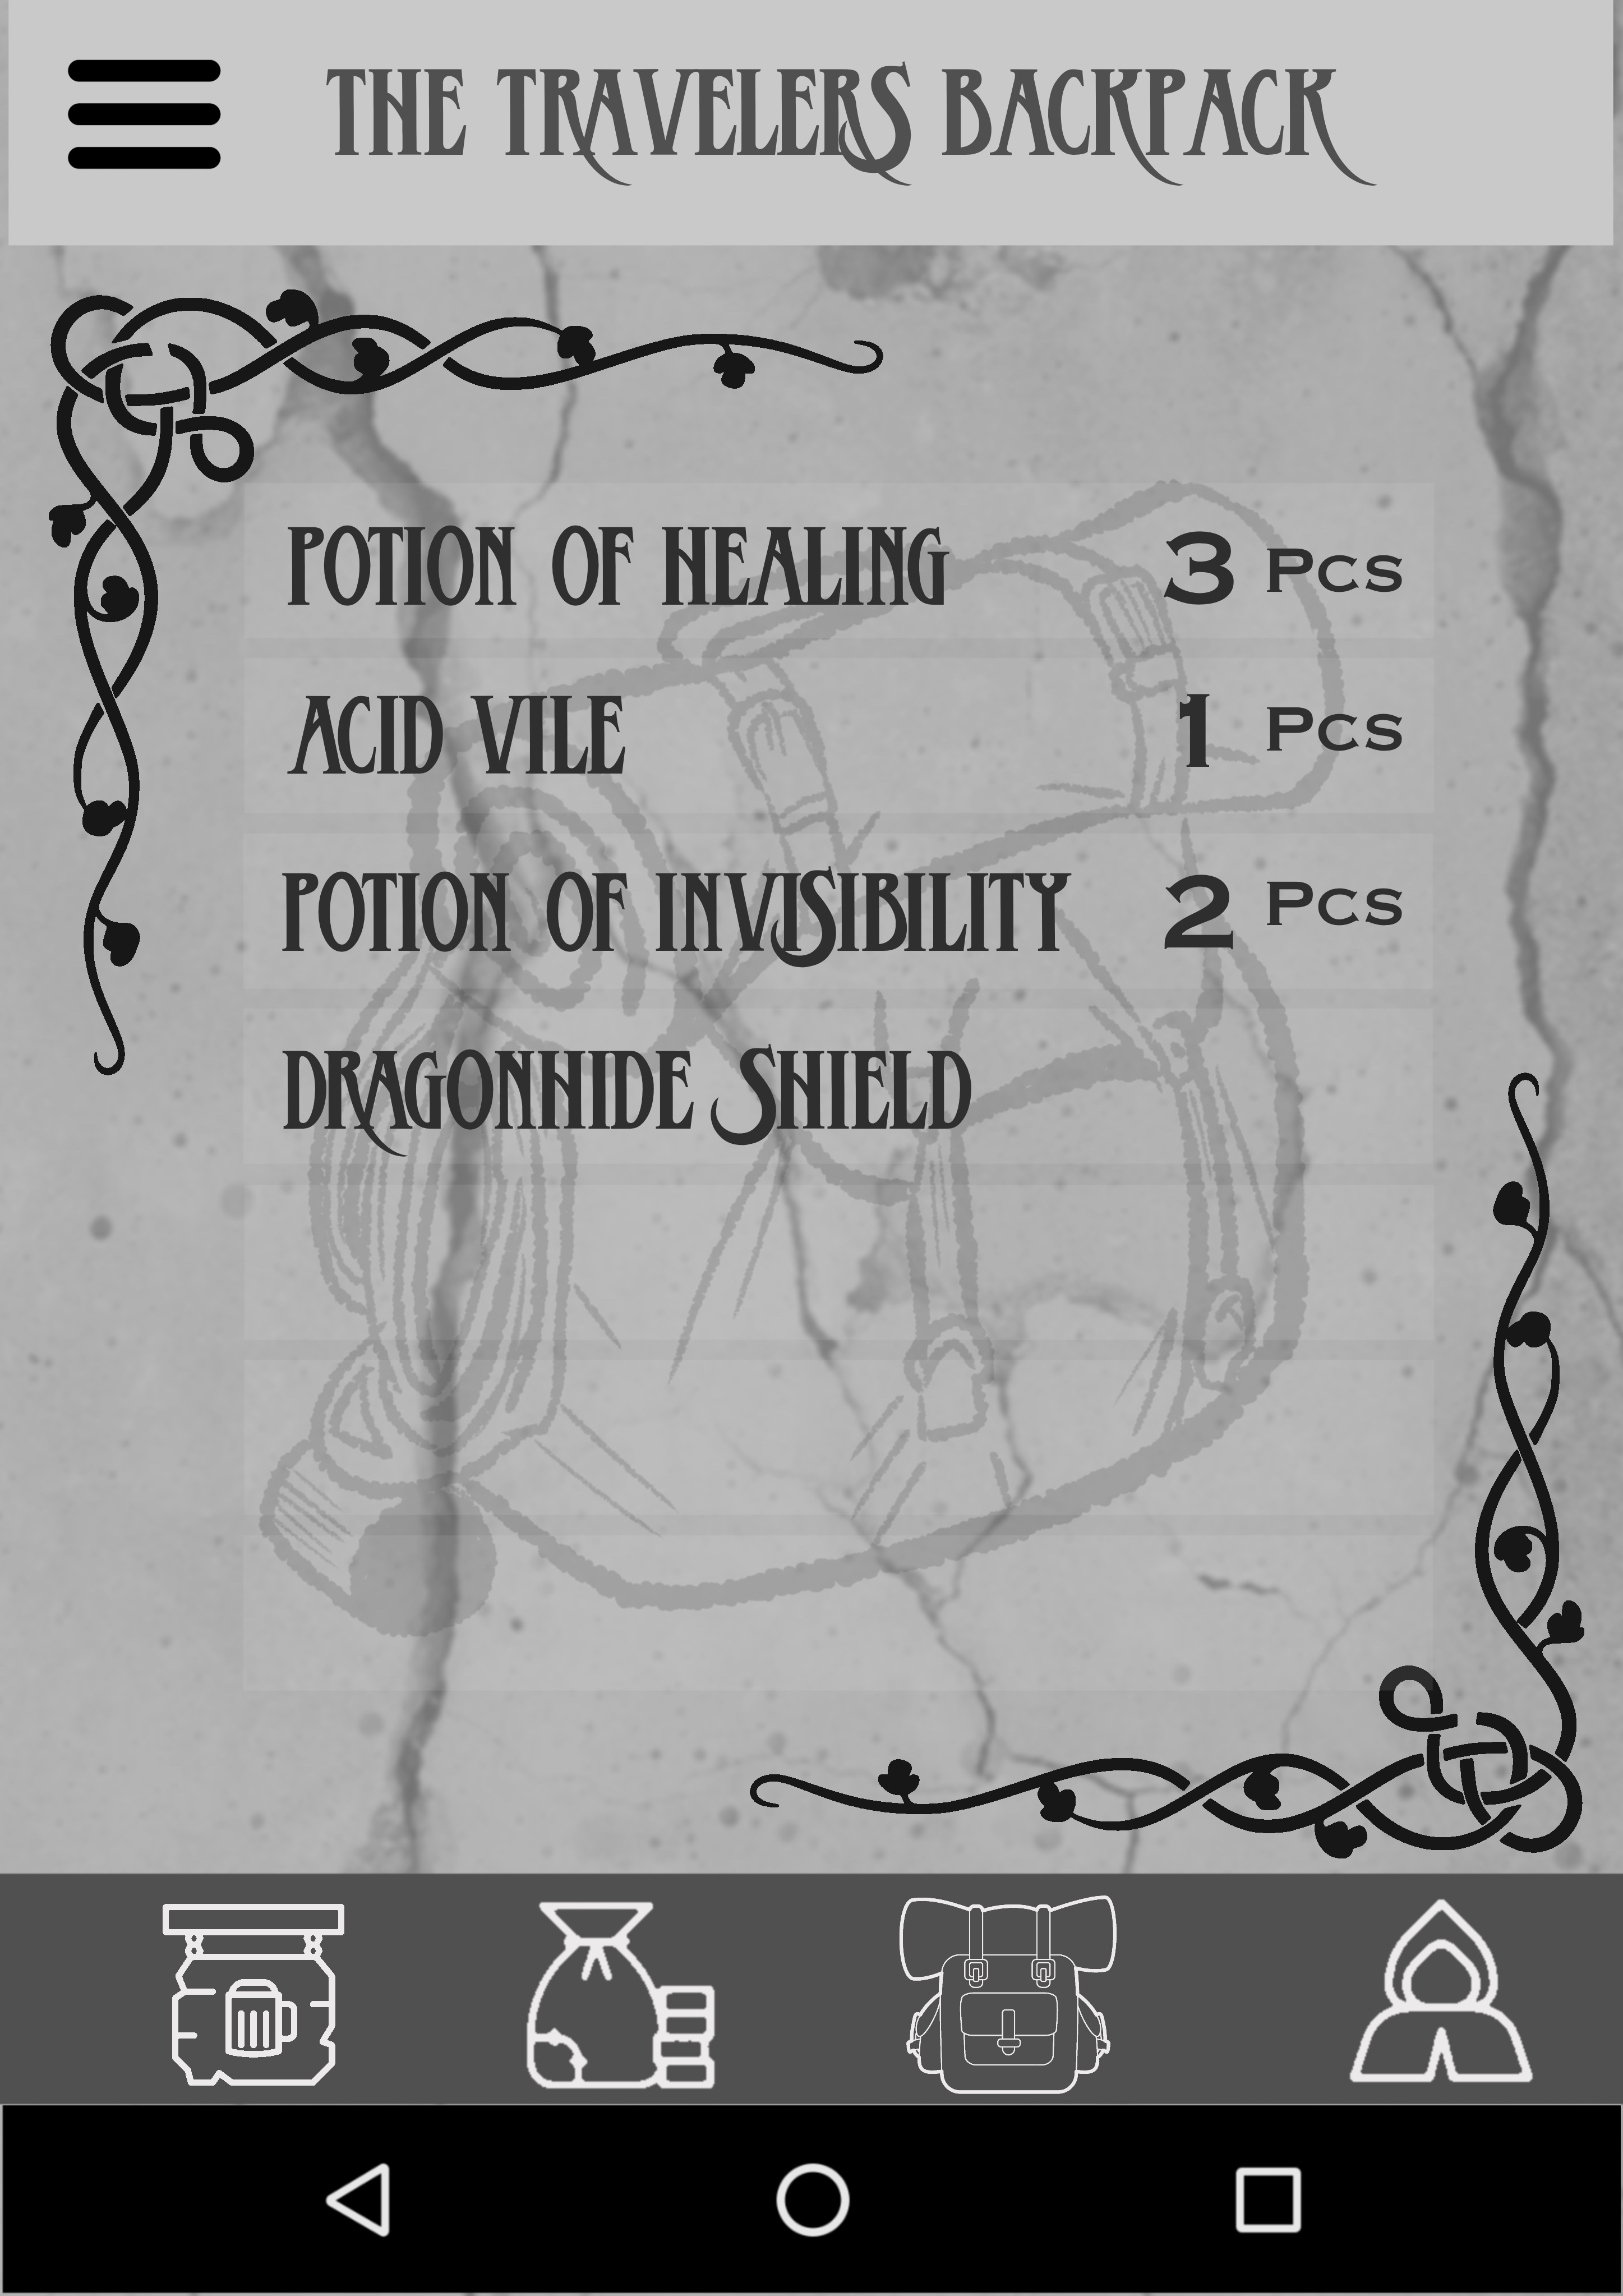 THE TRAVELERS BACKPACK
POTION OF HEALING 3 PCS
ACID VILE 1 PCS
POTION OF INVISIBILITY 2 PCS
DRAGONHIDE SHIELD